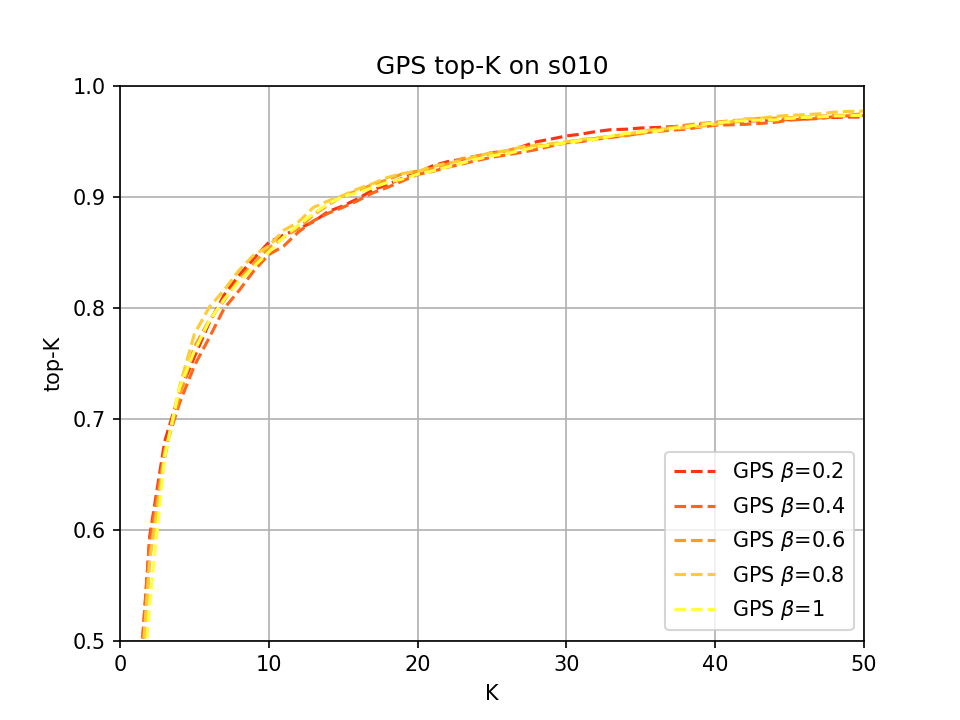 GPS top-K on s010
1.0
0.9
0.8
0.7
0.6
0.5
top-K
0 10 20 30 40 50
K
GPS β=0.2
GPS β=0.4
GPS β=0.6
GPS β=0.8
GPS β=1